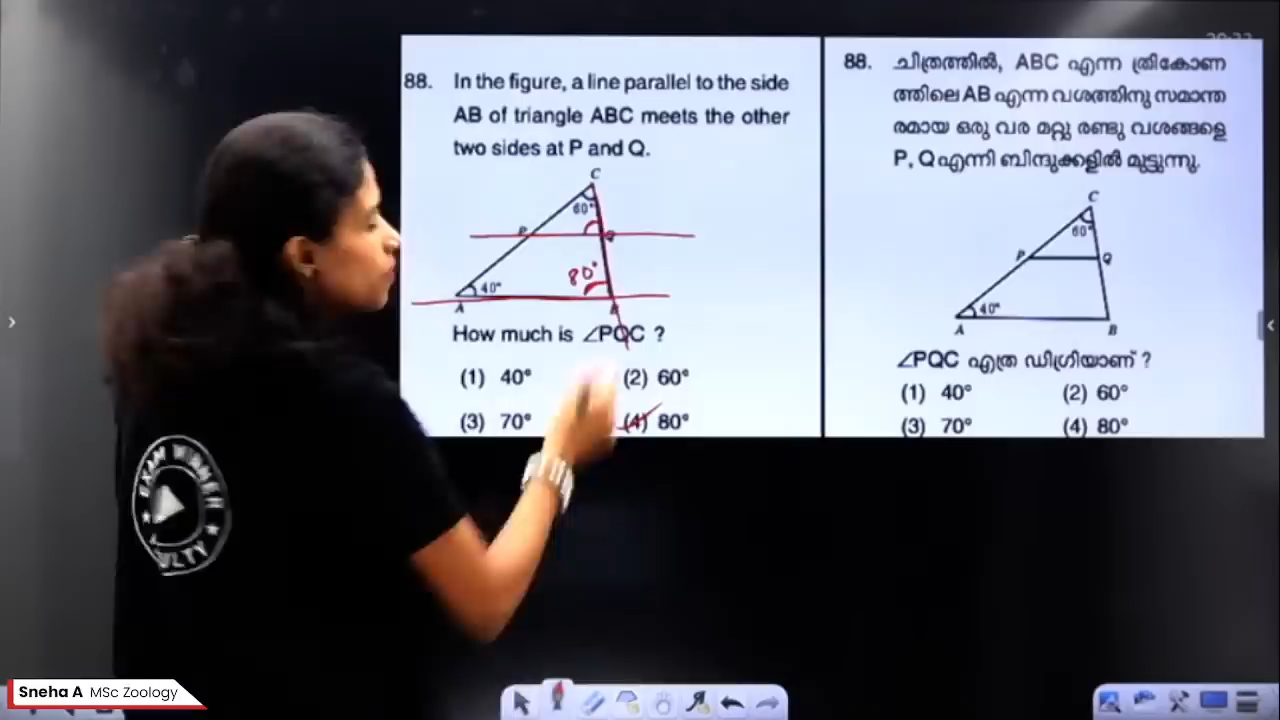 88. In the figure, a line parallel to the side
AB of triangle ABC meets the other
two sides at P and Q.
C
60°
P
80°
40°
A
How much is ∠PQC ?
(1) 40° (2) 60°
(3) 70° (4) 80°
88. ചിത്രത്തിൽ, ABC എന്ന ത്രികോണ
ത്തിലെ AB എന്ന വശത്തിനു സമാന്ത
രമായ ഒരു വര മറ്റു രണ്ടു വശങ്ങളെ
P, Q എന്നീ ബിന്ദുക്കളിൽ മുട്ടുന്നു.
C
60°
P Q
40°
A B
∠PQC എത്ര ഡിഗ്രിയാണ് ?
(1) 40° (2) 60°
(3) 70° (4) 80°
EXAM WINNER
Sneha A MSc Zoology